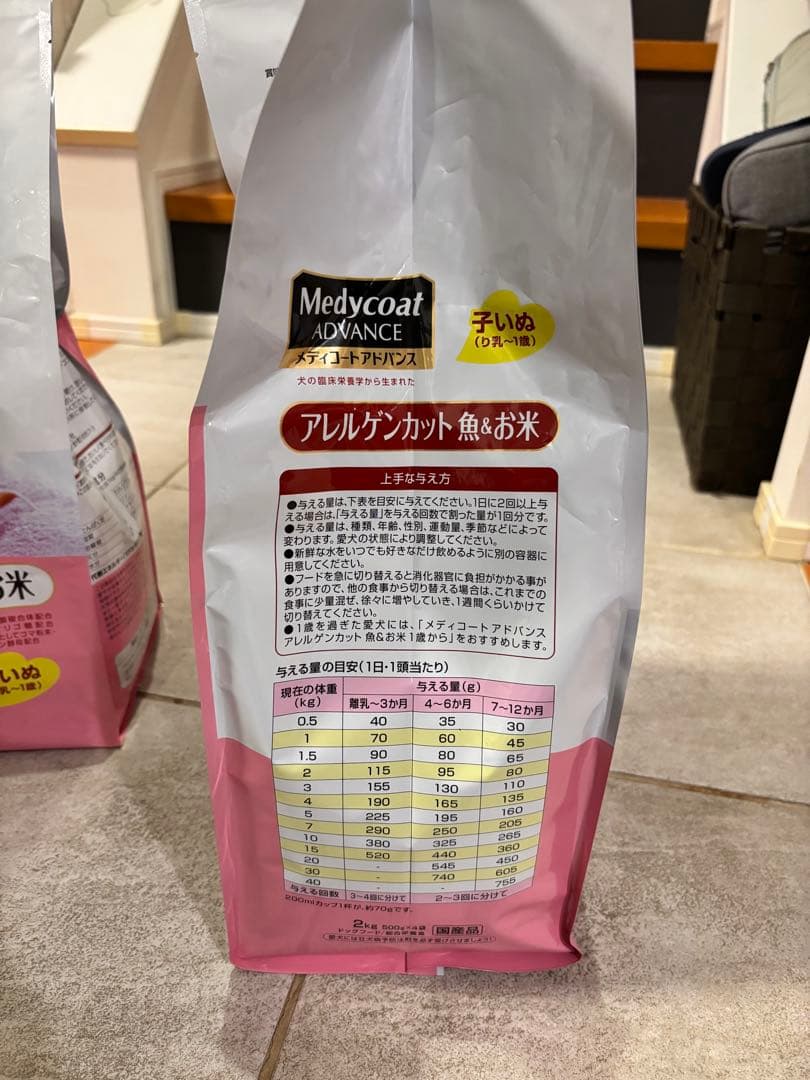 賞
Medycoat
ADVANCE
メディコートアドバンス
犬の臨床栄養学から生まれた
子いぬ
(り乳〜1歳)
アレルゲンカット 魚&お米
上手な与え方
●与える量は、下表を目安に与えてください。1日に2回以上与
える場合は、「与える量」を与える回数で割った量が1回分です。
●与える量は、種類、年齢、性別、運動量、季節などによって
変わります。愛犬の状態により調整してください。
●新鮮な水をいつでも好きなだけ飲めるように別の容器に
用意してください。
●フードを急に切り替えると消化器官に負担がかかる事が
ありますので、他の食事から切り替える場合は、これまでの
食事に少量混ぜ、徐々に増やしていき、1週間くらいかけて
切り替えてください。
●1歳を過ぎた愛犬には、「メディコート アドバンス
アレルゲンカット 魚&お米 1歳から」をおすすめします。
与える量の目安(1日・1頭当たり)
現在の体重(kg) 与える量(g)
離乳〜3か月 4〜6か月 7〜12か月
0.5 40 35 30
1 70 60 45
1.5 90 80 65
2 115 95 80
3 155 130 110
4 190 165 135
5 225 195 160
7 290 250 205
10 380 325 265
15 520 440 360
20 - 545 450
30 - 740 605
40 - - 755
与える回数 3〜4回に分けて 2〜3回に分けて
200mlカップ1杯が、約70gです。
2kg 500g×4袋 国産品
ドッグフード/総合栄養食
お米
いぬ
乳〜1歳)